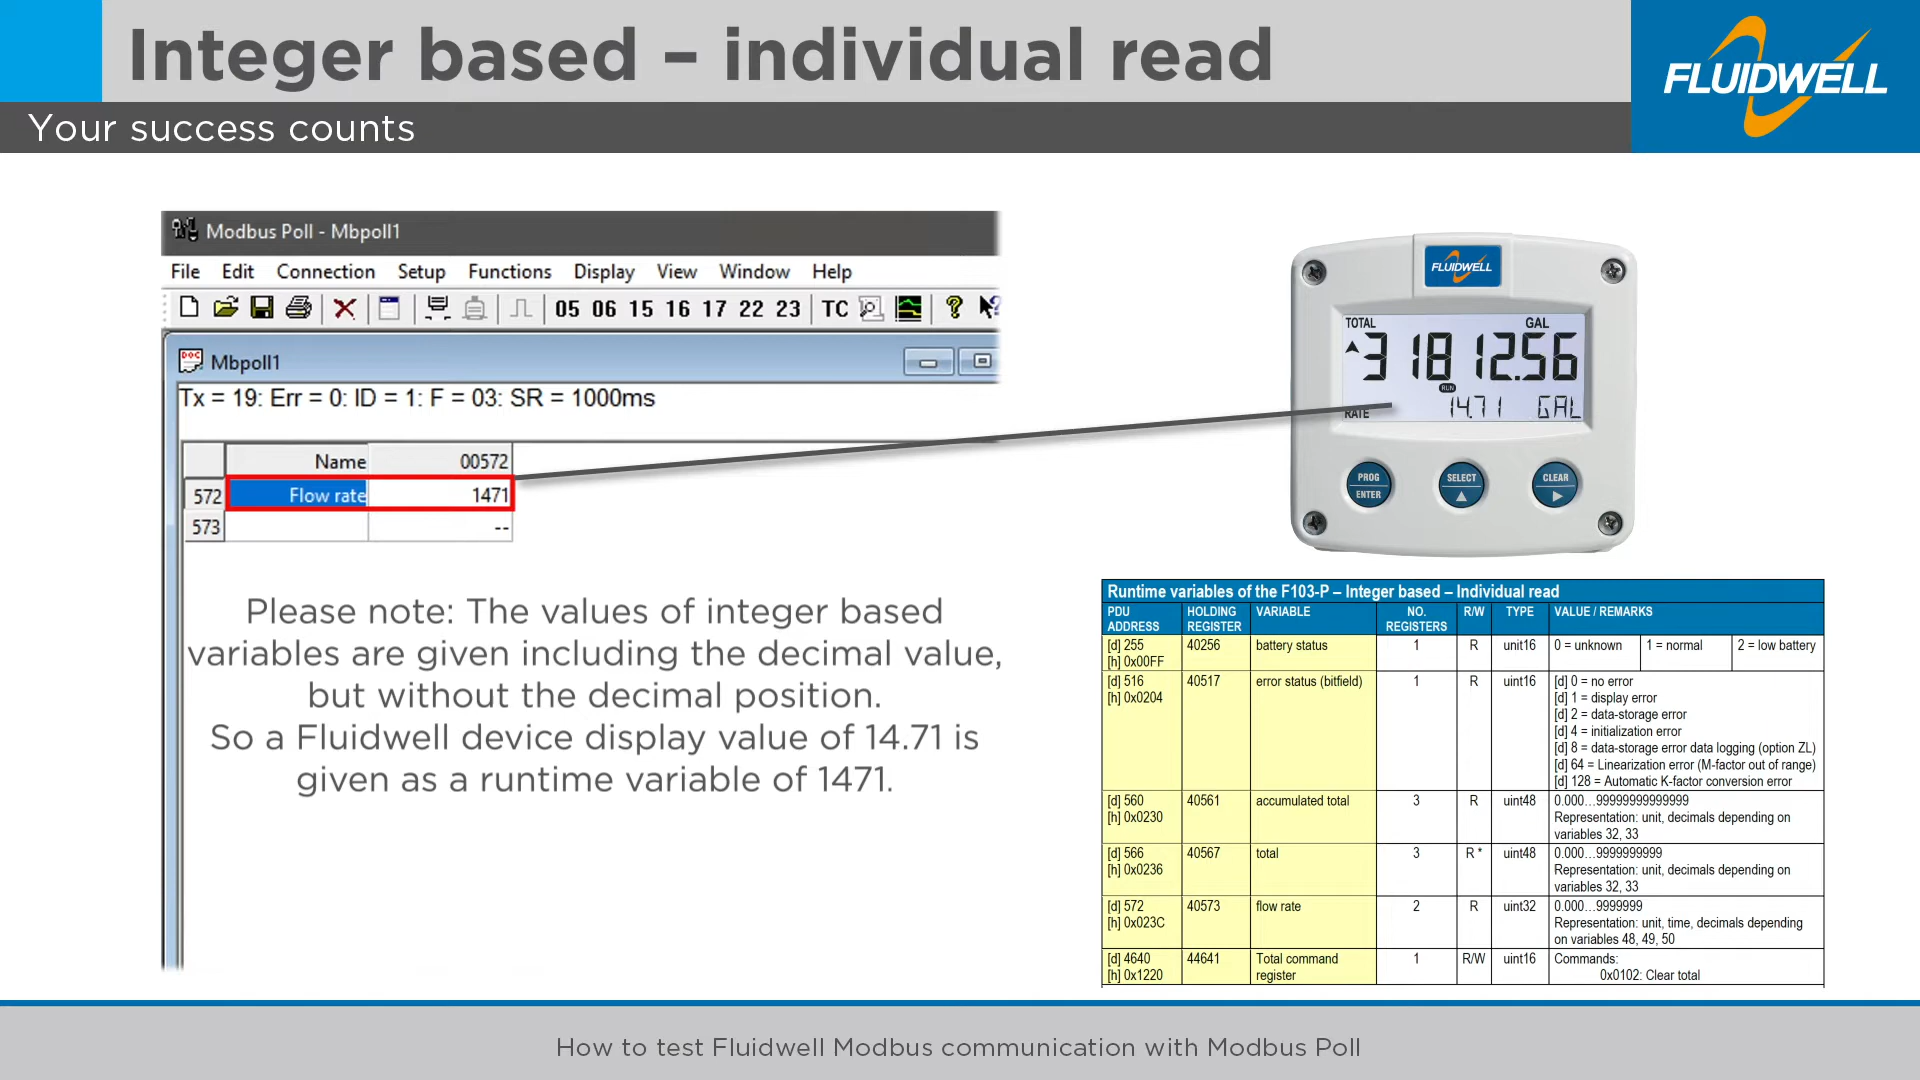 Integer based – individual read
FLUIDWELL
Your success counts
Modbus Poll - Mbpoll1
File Edit Connection Setup Functions Display View Window Help
05 06 15 16 17 22 23 TC
Mbpoll1
Tx = 19: Err = 0: ID = 1: F = 03: SR = 1000ms
Name 00572
572 Flow rate 1471
573 --
Please note: The values of integer based
variables are given including the decimal value,
but without the decimal position.
So a Fluidwell device display value of 14.71 is
given as a runtime variable of 1471.
FLUIDWELL
TOTAL GAL
3181256
RUN
RATE 14.71 GAL
PROG
ENTER
SELECT
CLEAR
Runtime variables of the F103-P – Integer based – Individual read
PDU ADDRESS HOLDING REGISTER VARIABLE NO. REGISTERS R/W TYPE VALUE / REMARKS
[d] 255 40256 battery status 1 R unit16 0 = unknown 1 = normal 2 = low battery
[h] 0x00FF
[d] 516 40517 error status (bitfield) 1 R uint16 [d] 0 = no error
[h] 0x0204 [d] 1 = display error
[d] 2 = data-storage error
[d] 4 = initialization error
[d] 8 = data-storage error data logging (option ZL)
[d] 64 = Linearization error (M-factor out of range)
[d] 128 = Automatic K-factor conversion error
[d] 560 40561 accumulated total 3 R uint48 0.000…99999999999999
[h] 0x0230 Representation: unit, decimals depending on
variables 32, 33
[d] 566 40567 total 3 R * uint48 0.000…9999999999
[h] 0x0236 Representation: unit, decimals depending on
variables 32, 33
[d] 572 40573 flow rate 2 R uint32 0.000…9999999
[h] 0x023C Representation: unit, time, decimals depending
on variables 48, 49, 50
[d] 4640 44641 Total command 1 R/W uint16 Commands:
[h] 0x1220 register 0x0102: Clear total
How to test Fluidwell Modbus communication with Modbus Poll